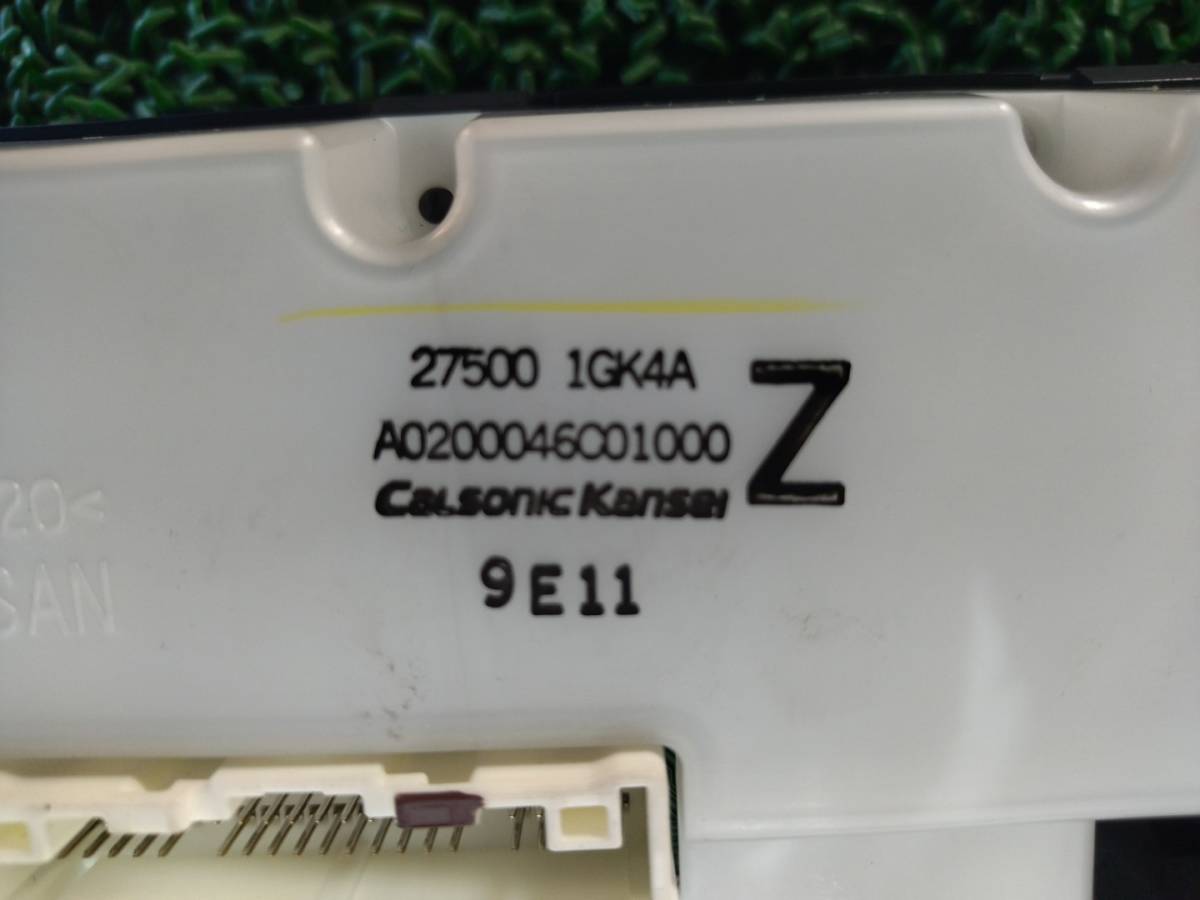 27500 1GK4A
A0200046C01000
Z
Calsonic Kansei
20<
SAN
9E11